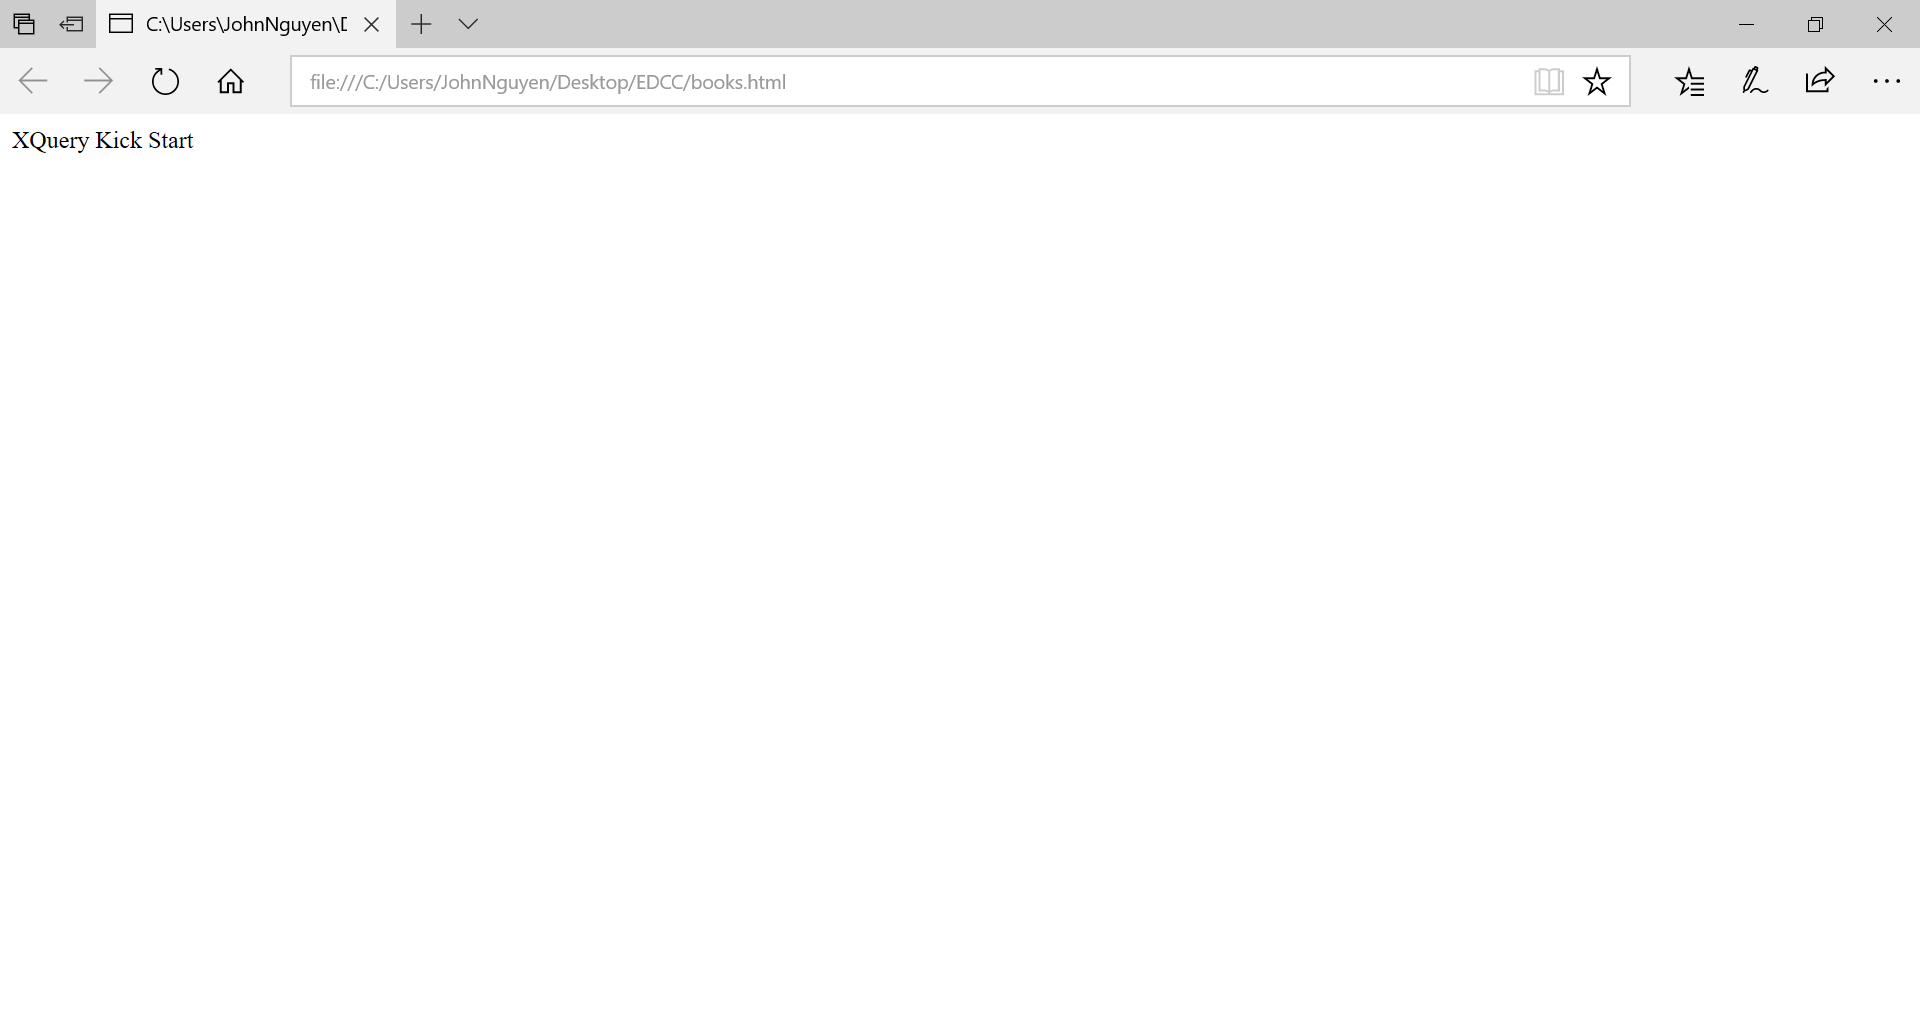 C:\Users\JohnNguyen\D
file:///C:/Users/JohnNguyen/Desktop/EDCC/books.html
XQuery Kick Start